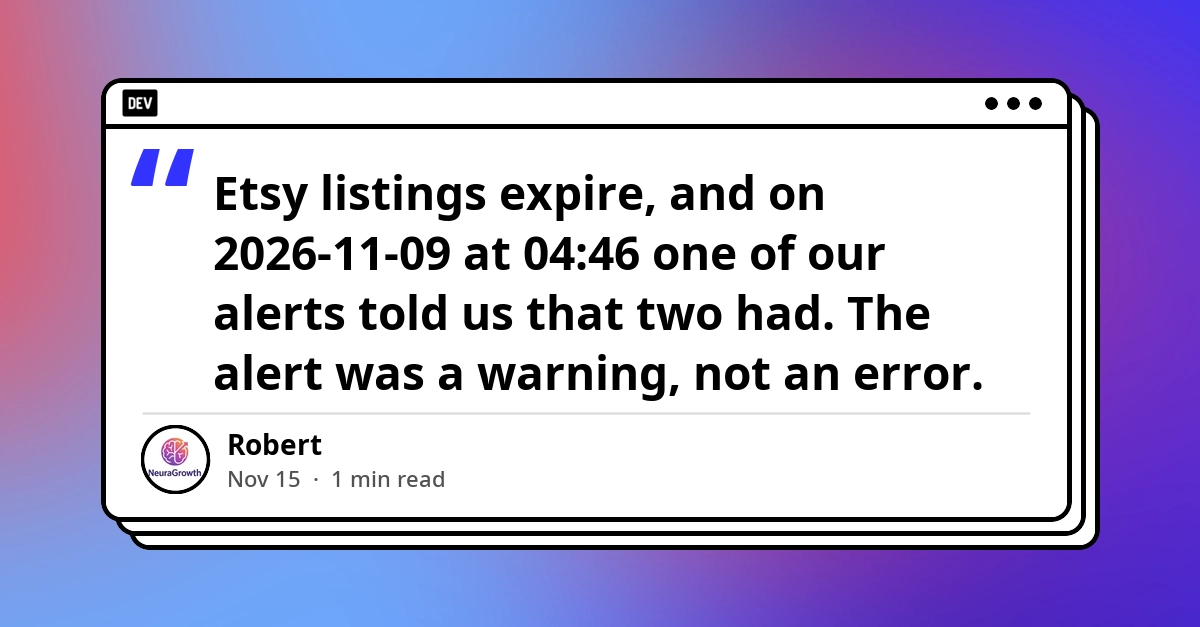 DEV
“
Etsy listings expire, and on
2026-11-09 at 04:46 one of our
alerts told us that two had. The
alert was a warning, not an error.
NeuraGrowth
Robert
Nov 15 · 1 min read